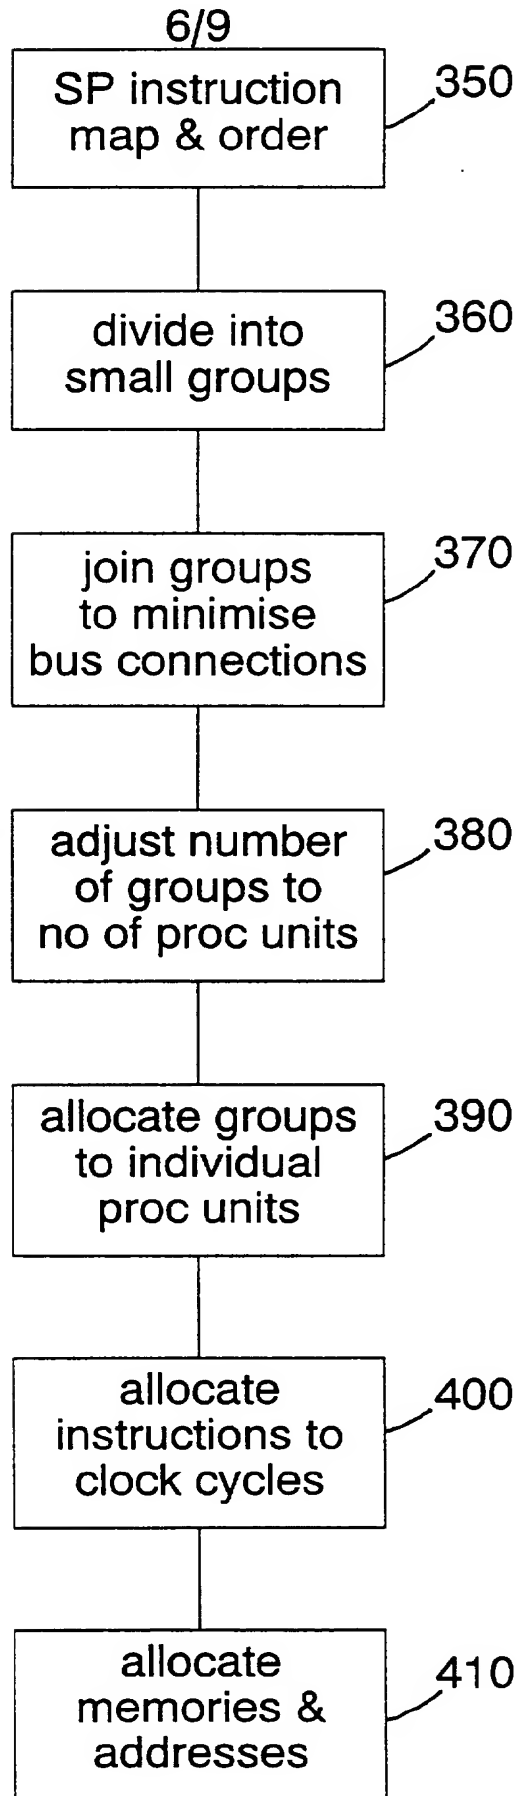 6/9
SP instruction
map & order
350
divide into
small groups
360
join groups
to minimise
bus connections
370
adjust number
of groups to
no of proc units
380
allocate groups
to individual
proc units
390
allocate
instructions to
clock cycles
400
allocate
memories &
addresses
410